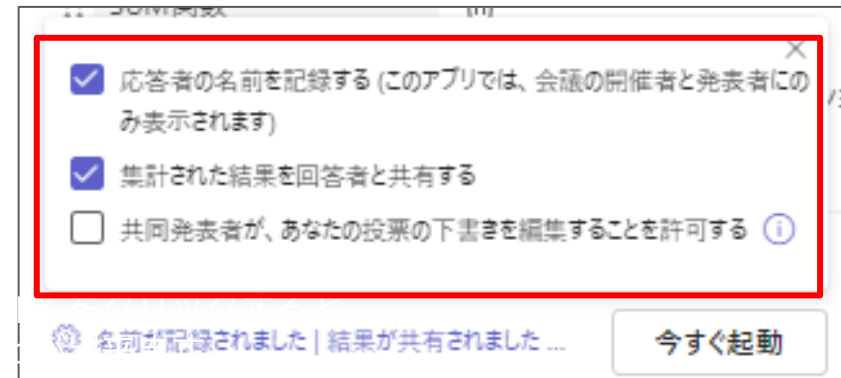 SUM関数
応答者の名前を記録する (このアプリでは、会議の開催者と発表者にの
み表示されます)
集計された結果を回答者と共有する
共同発表者が、あなたの投票の下書きを編集することを許可する
名前が記録されました | 結果が共有されました ...
今すぐ起動